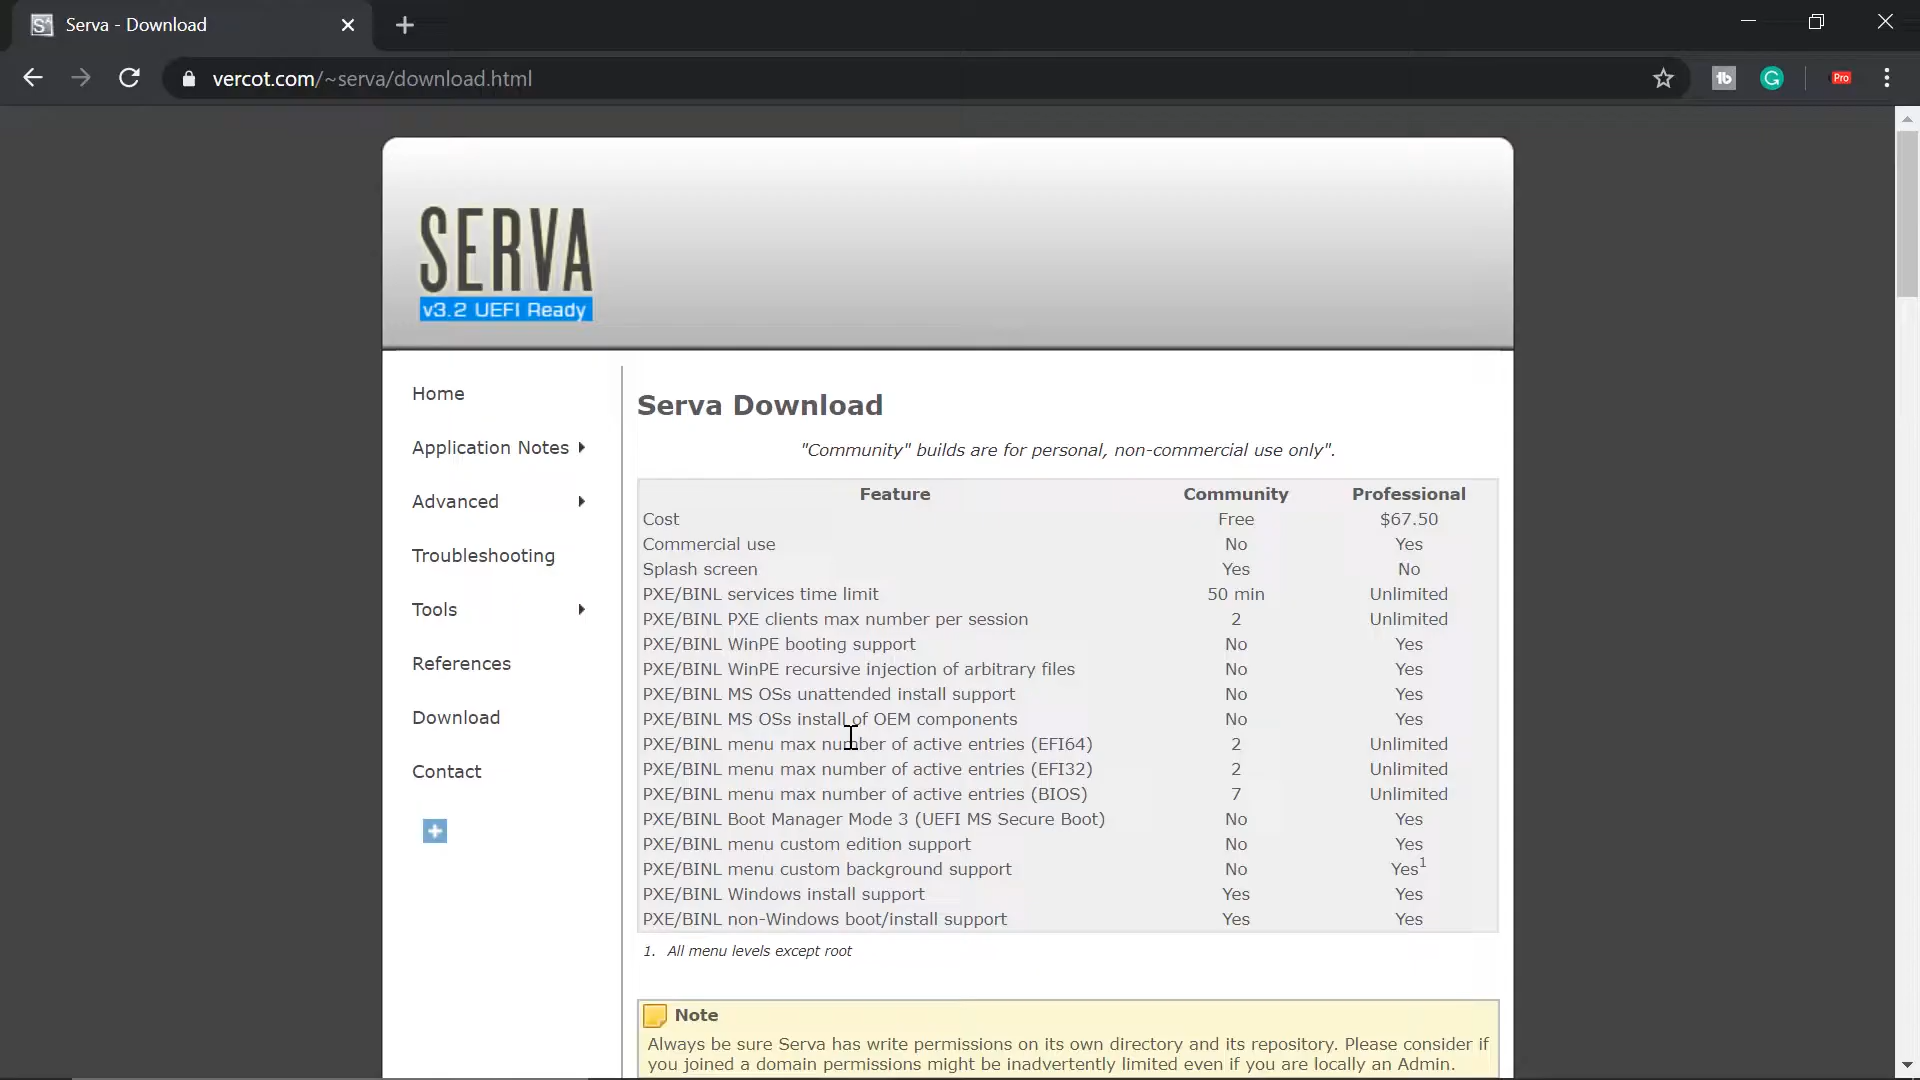 Serva - Download
vercot.com/~serva/download.html
Pro
SERVA
v3.2 UEFI Ready
Home
Application Notes
Advanced
Troubleshooting
Tools
References
Download
Contact
Serva Download
"Community" builds are for personal, non-commercial use only".
Feature Community Professional
Cost Free $67.50
Commercial use No Yes
Splash screen Yes No
PXE/BINL services time limit 50 min Unlimited
PXE/BINL PXE clients max number per session 2 Unlimited
PXE/BINL WinPE booting support No Yes
PXE/BINL WinPE recursive injection of arbitrary files No Yes
PXE/BINL MS OSs unattended install support No Yes
PXE/BINL MS OSs install of OEM components No Yes
PXE/BINL menu max number of active entries (EFI64) 2 Unlimited
PXE/BINL menu max number of active entries (EFI32) 2 Unlimited
PXE/BINL menu max number of active entries (BIOS) 7 Unlimited
PXE/BINL Boot Manager Mode 3 (UEFI MS Secure Boot) No Yes
PXE/BINL menu custom edition support No Yes
PXE/BINL menu custom background support No Yes1
PXE/BINL Windows install support Yes Yes
PXE/BINL non-Windows boot/install support Yes Yes
1. All menu levels except root
Note
Always be sure Serva has write permissions on its own directory and its repository. Please consider if
you joined a domain permissions might be inadvertently limited even if you are locally an Admin.